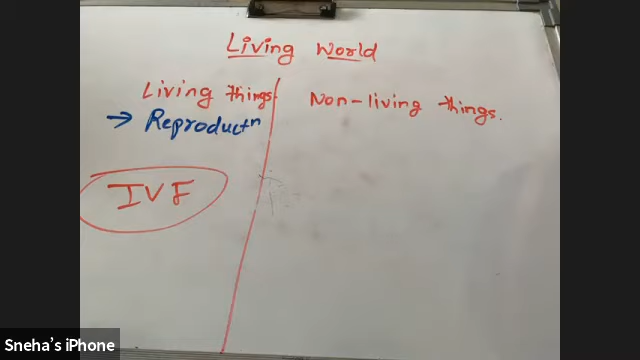 Living World
Living things
Non-living things.
→ Reproductn
IVF
Sneha's iPhone